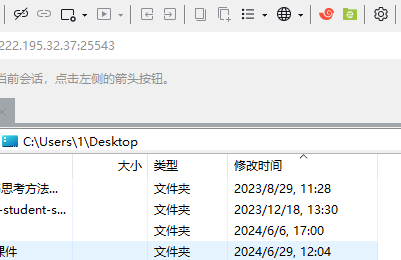 222.195.32.37:25543
当前会话，点击左侧的箭头按钮。
C:\Users\1\Desktop
大小 类型 修改时间
思考方法... 文件夹 2023/8/29, 11:28
-student-s... 文件夹 2023/12/18, 13:30
文件夹 2024/6/6, 17:00
课件 文件夹 2024/6/29, 12:04